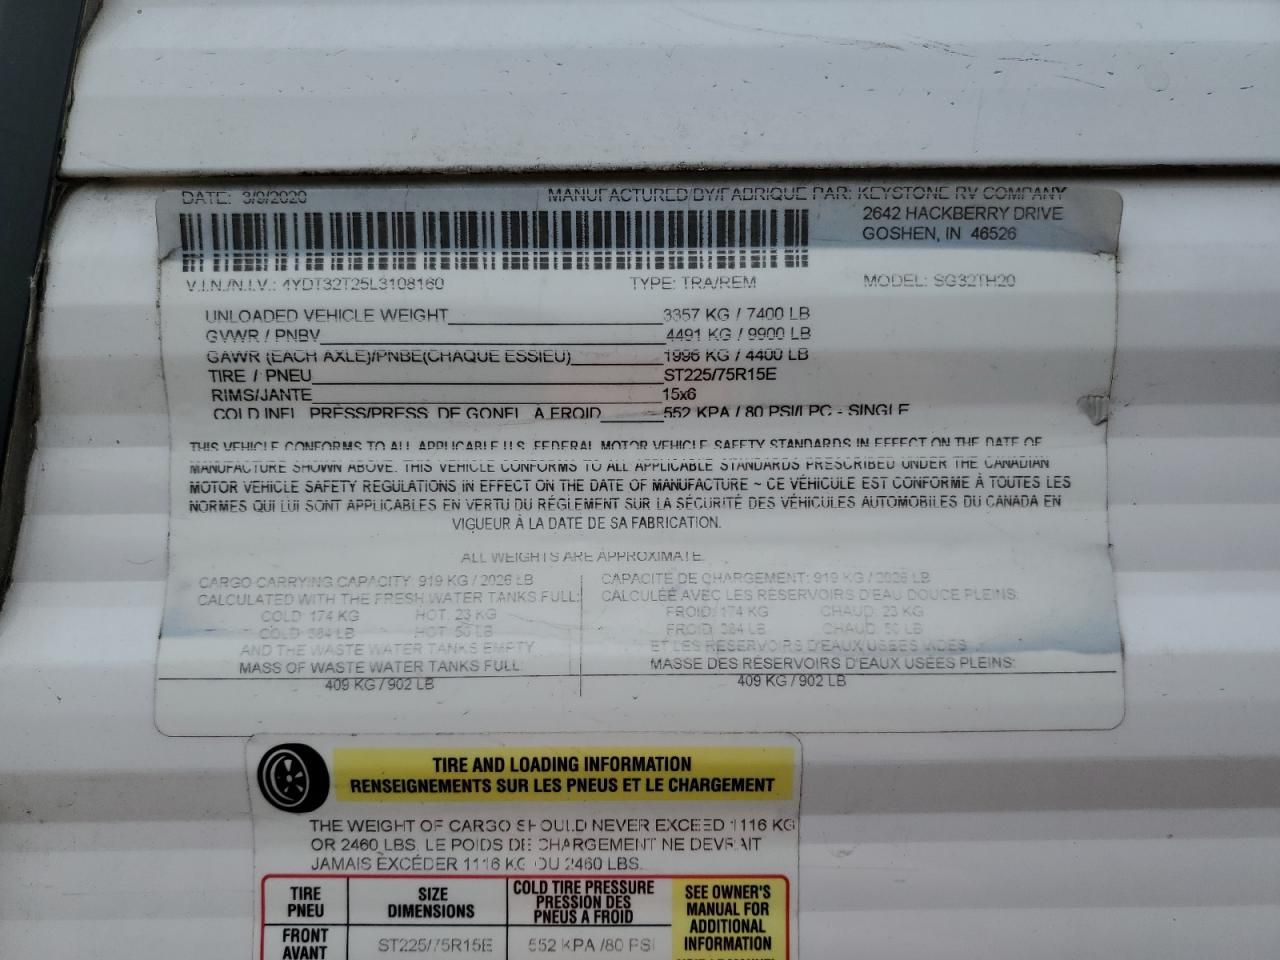 DATE: 3/9/2020
MANUFACTURED/BY/FABRIQUE PAR: KEYSTONE RV COMPANY
2642 HACKBERRY DRIVE
GOSHEN, IN 46526
V.I.N./N.I.V.: 4YDT32T25L3108160 TYPE: TRA/REM MODEL: SG32TH20
UNLOADED VEHICLE WEIGHT 3357 KG / 7400 LB
GVWR / PNBV 4491 KG / 9900 LB
GAWR (EACH AXLE)/PNBE(CHAQUE ESSIEU) 1996 KG / 4400 LB
TIRE / PNEU ST225/75R15E
RIMS/JANTE 15x6
COLD INFL. PRESS/PRESS. DE GONFL. À FROID 552 KPA / 80 PSI/LPC - SINGLE
THIS VEHICLE CONFORMS TO ALL APPLICABLE U.S. FEDERAL MOTOR VEHICLE SAFETY STANDARDS IN EFFECT ON THE DATE OF
MANUFACTURE SHOWN ABOVE. THIS VEHICLE CONFORMS TO ALL APPLICABLE STANDARDS PRESCRIBED UNDER THE CANADIAN
MOTOR VEHICLE SAFETY REGULATIONS IN EFFECT ON THE DATE OF MANUFACTURE ~ CE VÉHICULE EST CONFORME À TOUTES LES
NORMES QUI LUI SONT APPLICABLES EN VERTU DU RÉGLEMENT SUR LA SÉCURITÉ DES VÉHICULES AUTOMOBILES DU CANADA EN
VIGUEUR À LA DATE DE SA FABRICATION.
ALL WEIGHTS ARE APPROXIMATE.
CARGO CARRYING CAPACITY: 919 KG / 2026 LB
CALCULATED WITH THE FRESH WATER TANKS FULL:
COLD: 174 KG HOT: 23 KG
COLD: 384 LB HOT: 50 LB
AND THE WASTE WATER TANKS EMPTY
MASS OF WASTE WATER TANKS FULL:
409 KG / 902 LB
CAPACITÉ DE CHARGEMENT: 919 KG / 2026 LB
CALCULÉE AVEC LES RESERVOIRS D'EAU DOUCE PLEINS:
FROID: 174 KG CHAUD: 23 KG
FROID: 384 LB CHAUD: 50 LB
ET LES RESERVOIRS D'EAUX USÉES VIDES
MASSE DES RESERVOIRS D'EAUX USÉES PLEINS:
409 KG / 902 LB
TIRE AND LOADING INFORMATION
RENSEIGNEMENTS SUR LES PNEUS ET LE CHARGEMENT
THE WEIGHT OF CARGO SHOULD NEVER EXCEED 1116 KG
OR 2460 LBS. LE POIDS DE CHARGEMENT NE DEVRAIT
JAMAIS EXCÉDER 1116 KG OU 2460 LBS.
TIRE
PNEU
SIZE
DIMENSIONS
COLD TIRE PRESSURE
PRESSION DES
PNEUS A FROID
SEE OWNER'S
MANUAL FOR
ADDITIONAL
INFORMATION
FRONT
AVANT
ST225/75R15E
552 KPA /80 PSI